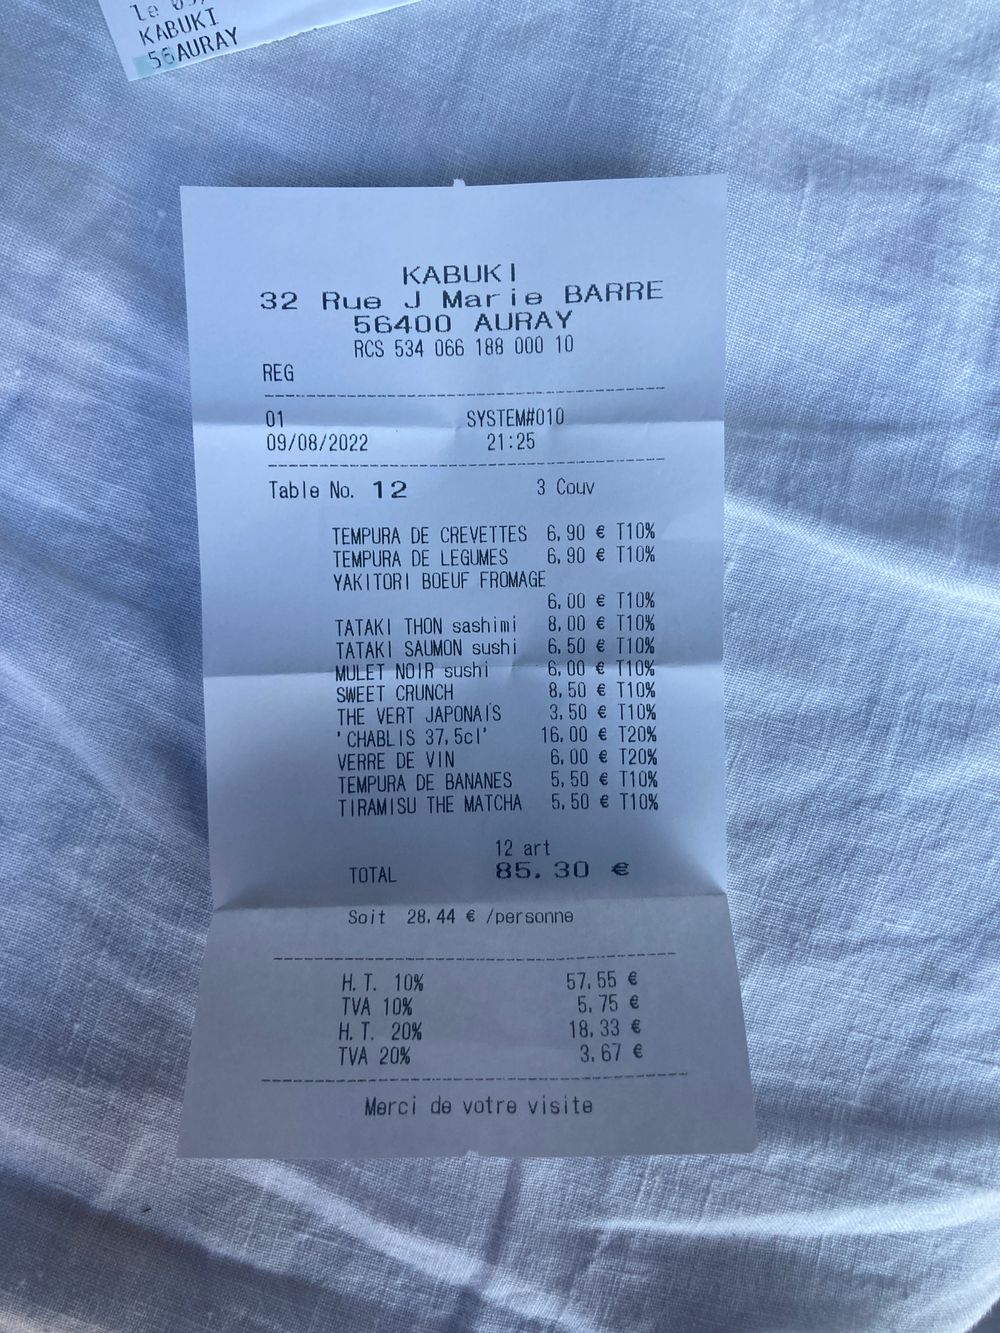 KABUKI
56AURAY
KABUKI
32 Rue J Marie BARRE
56400 AURAY
RCS 534 066 188 000 10
REG
01 SYSTEM#010
09/08/2022 21:25
Table No. 12 3 Couv
TEMPURA DE CREVETTES 6,90 € T10%
TEMPURA DE LEGUMES 6,90 € T10%
YAKITORI BOEUF FROMAGE
6,00 € T10%
TATAKI THON sashimi 8,00 € T10%
TATAKI SAUMON sushi 6,50 € T10%
MULET NOIR sushi 6,00 € T10%
SWEET CRUNCH 8,50 € T10%
THE VERT JAPONAIS 3,50 € T10%
'CHABLIS 37,5cl' 16,00 € T20%
VERRE DE VIN 6,00 € T20%
TEMPURA DE BANANES 5,50 € T10%
TIRAMISU THE MATCHA 5,50 € T10%
12 art
TOTAL 85.30 €
Soit 28,44 € /personne
H.T. 10% 57,55 €
TVA 10% 5,75 €
H.T. 20% 18,33 €
TVA 20% 3,67 €
Merci de votre visite